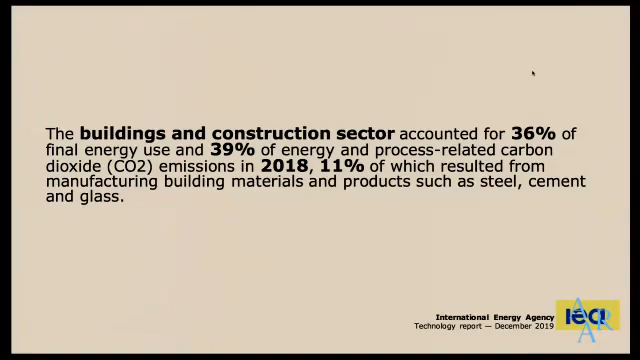 The buildings and construction sector accounted for 36% of
final energy use and 39% of energy and process-related carbon
dioxide (CO2) emissions in 2018, 11% of which resulted from
manufacturing building materials and products such as steel, cement
and glass.
International Energy Agency
Technology report — December 2019
iea